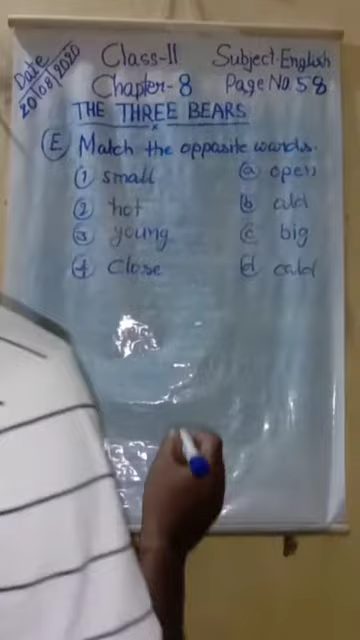 Date 20/08/2020
Class-II Subject-English
Chapter-8 Page No. 58
THE THREE BEARS
(E) Match the opposite words.
(1) small (a) open
(2) hot (b) old
(3) young (c) big
(4) close (d) cold